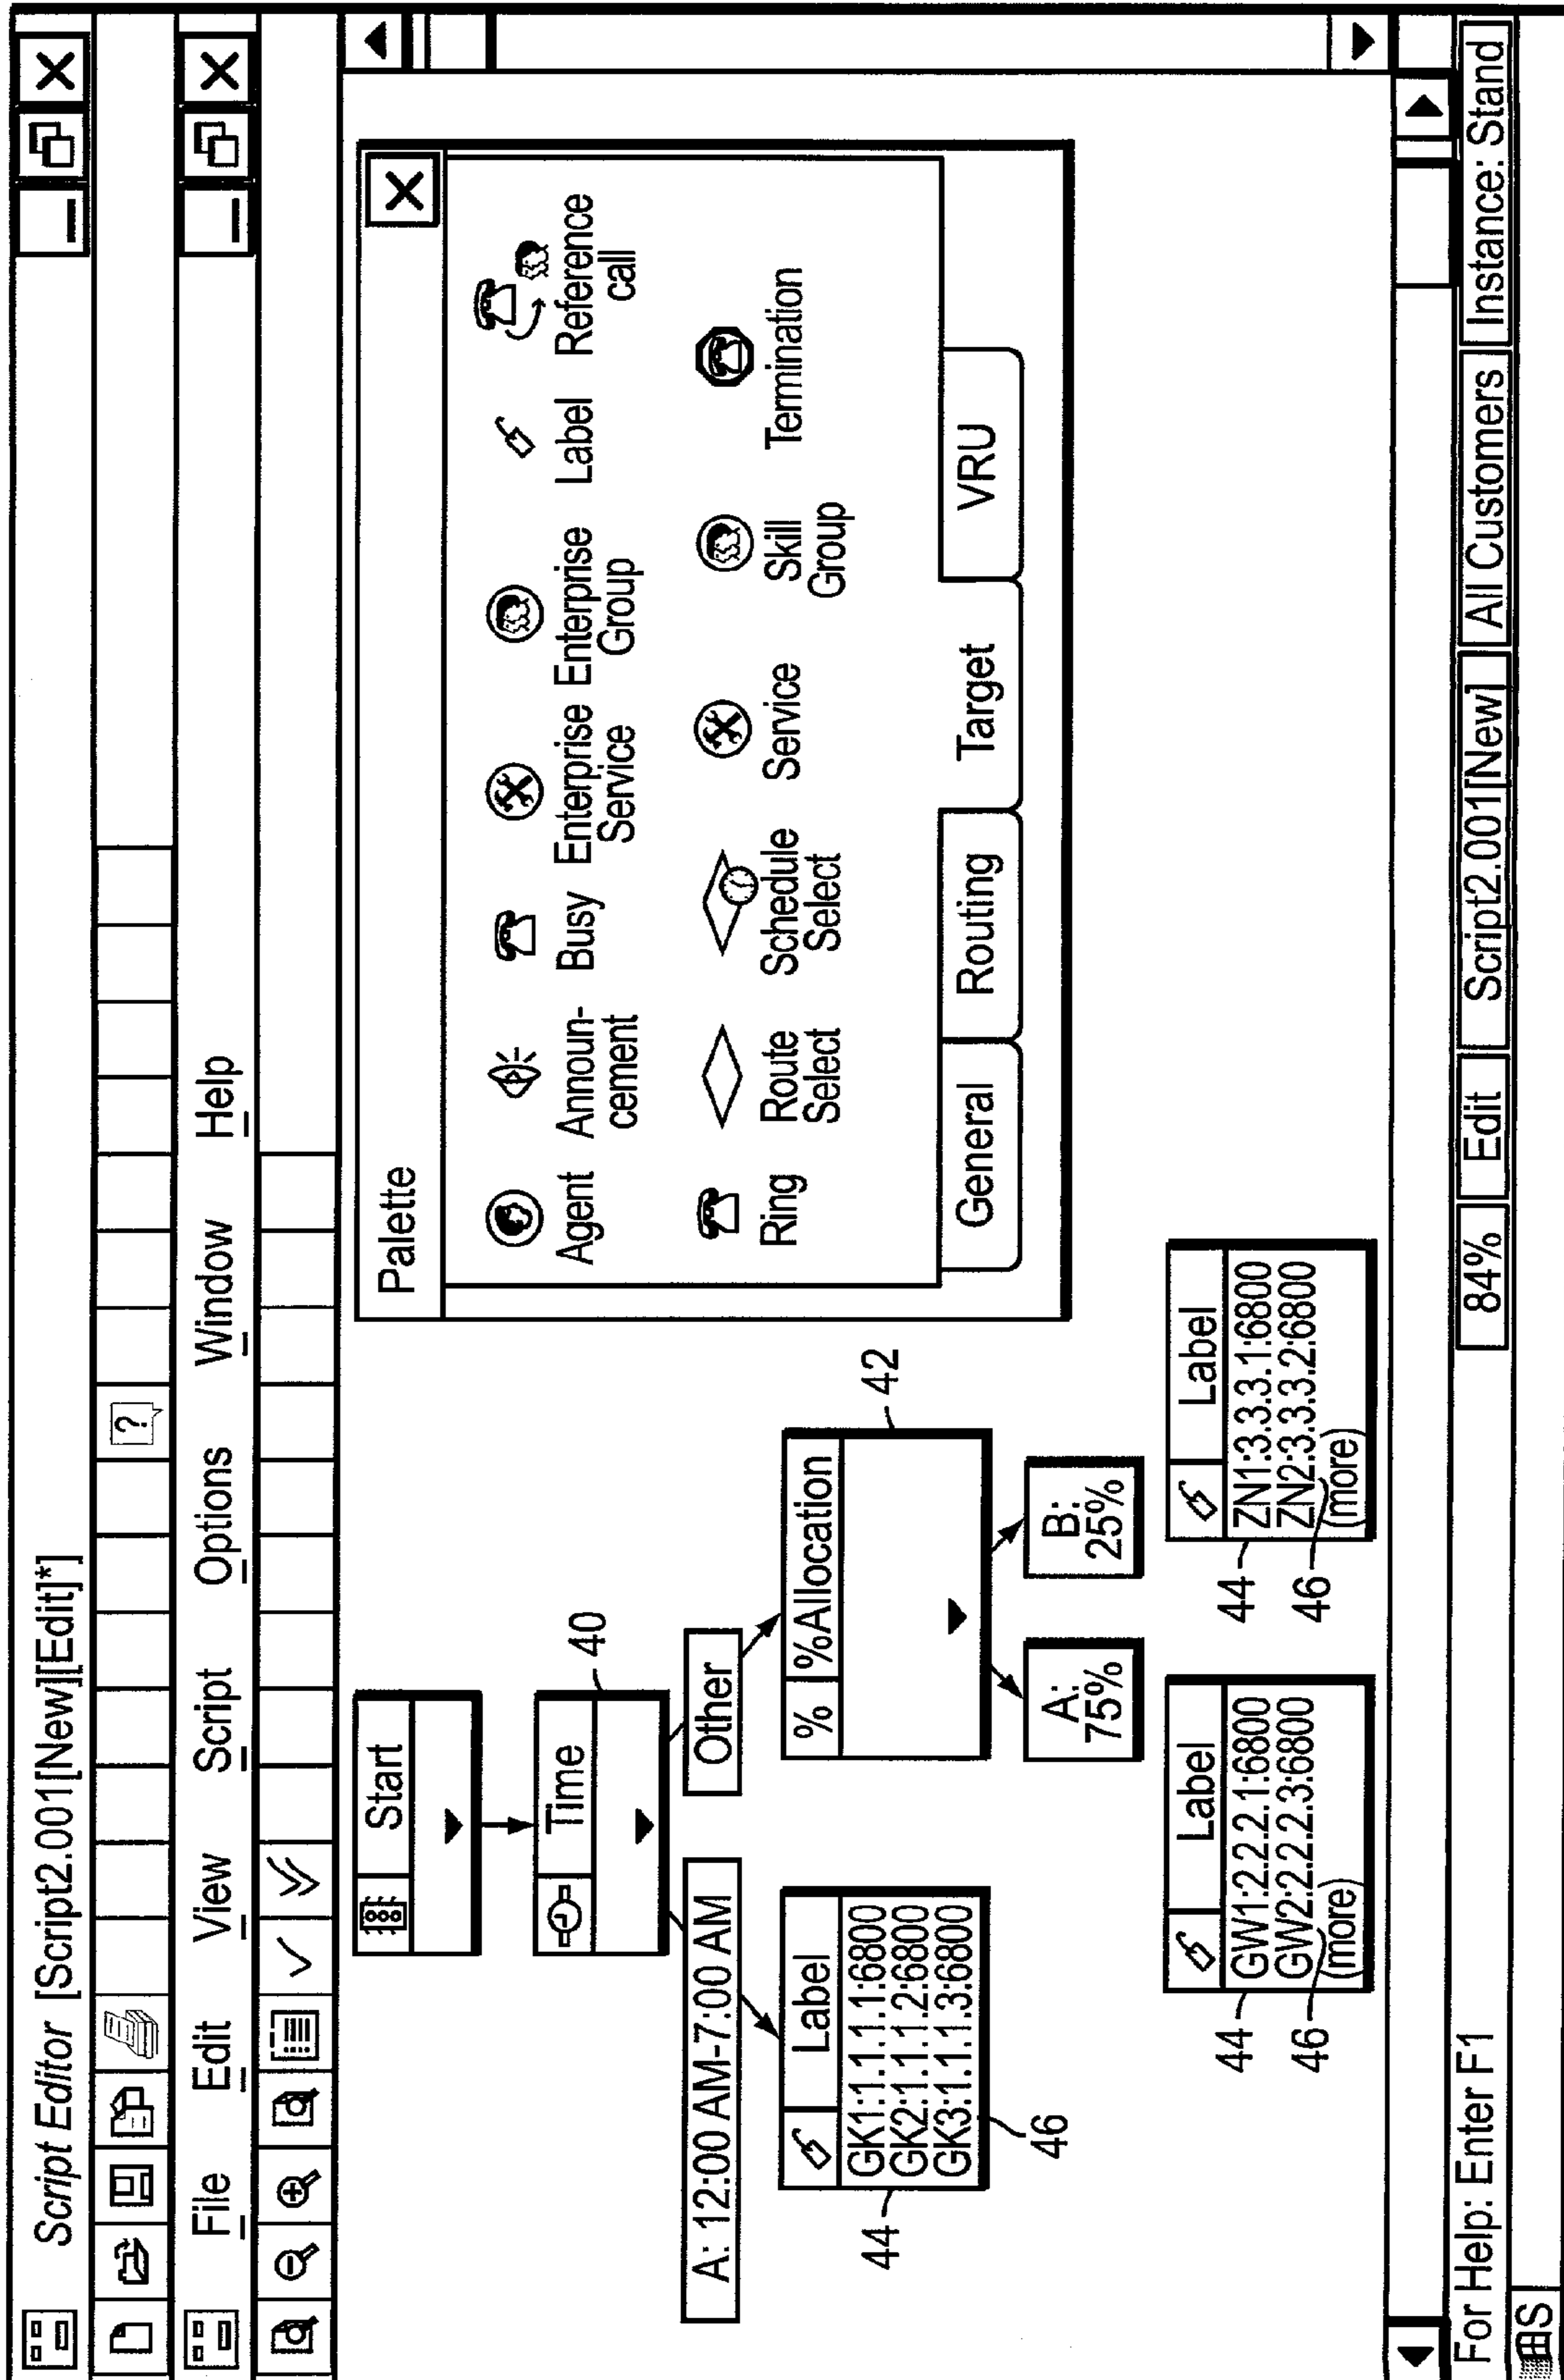 Script Editor [Script2.001[New][Edit]*]
?
File Edit View Script Options Window Help
Start
Time
40
A: 12:00 AM-7:00 AM
Other
Label
GK1:1.1.1.1:6800
GK2:1.1.1.2:6800
GK3:1.1.1.3:6800
44
46
% %Allocation
42
A:
75%
B:
25%
Label
GW1:2.2.2.1:6800
GW2:2.2.2.3:6800
(more)
44
46
Label
ZN1:3.3.3.1:6800
ZN2:3.3.3.2:6800
(more)
44
46
Palette
Agent
Announ-
cement
Busy
Enterprise
Service
Enterprise
Group
Label
Reference
call
Ring
Route
Select
Schedule
Select
Service
Skill
Group
Termination
General Routing Target VRU
For Help: Enter F1
84% Edit Script2.001[New] All Customers Instance: Stand
S